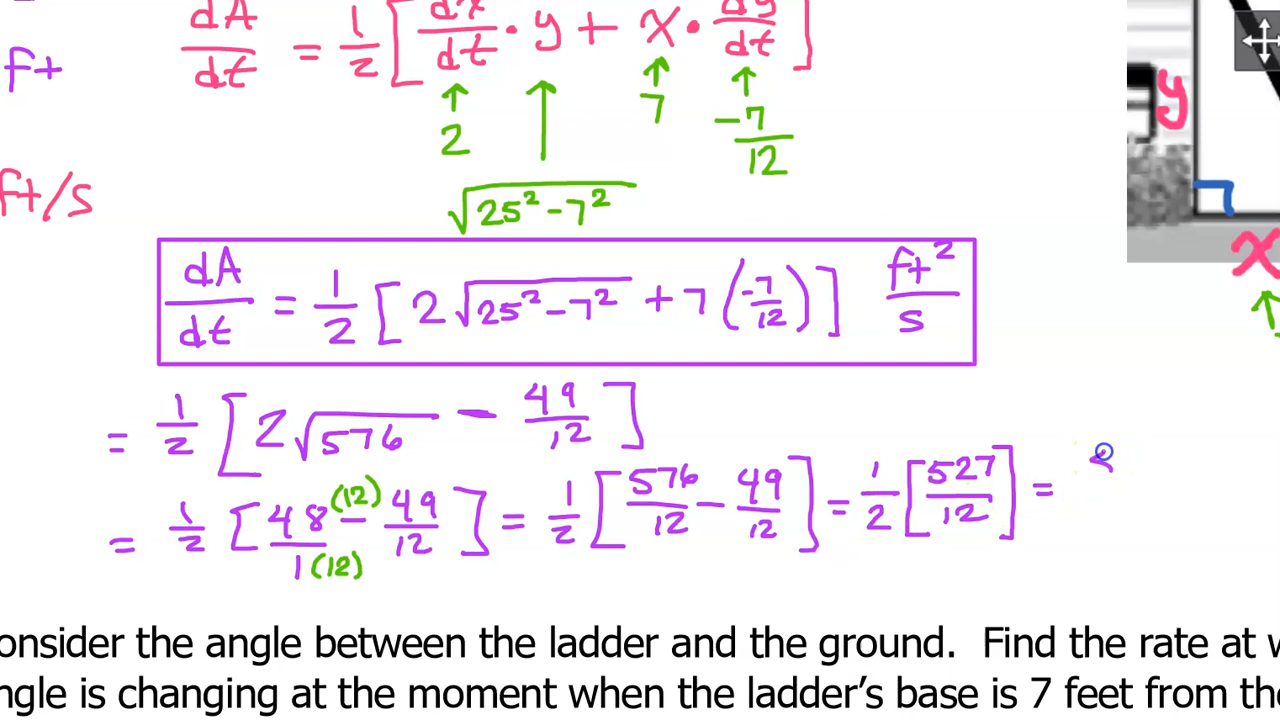 dA/dt = 1/2 [dx/dt · y + x · dy/dt]
ft
2
7
-7/12
y
ft/s
√(25² - 7²)
dA/dt = 1/2 [2√(25² - 7²) + 7(-7/12)] ft²/s
x
= 1/2 [2√576 - 49/12]
= 1/2 [48(12)/1(12) - 49/12] = 1/2 [576/12 - 49/12] = 1/2 [527/12] =
onsider the angle between the ladder and the ground. Find the rate at w
ngle is changing at the moment when the ladder's base is 7 feet from the